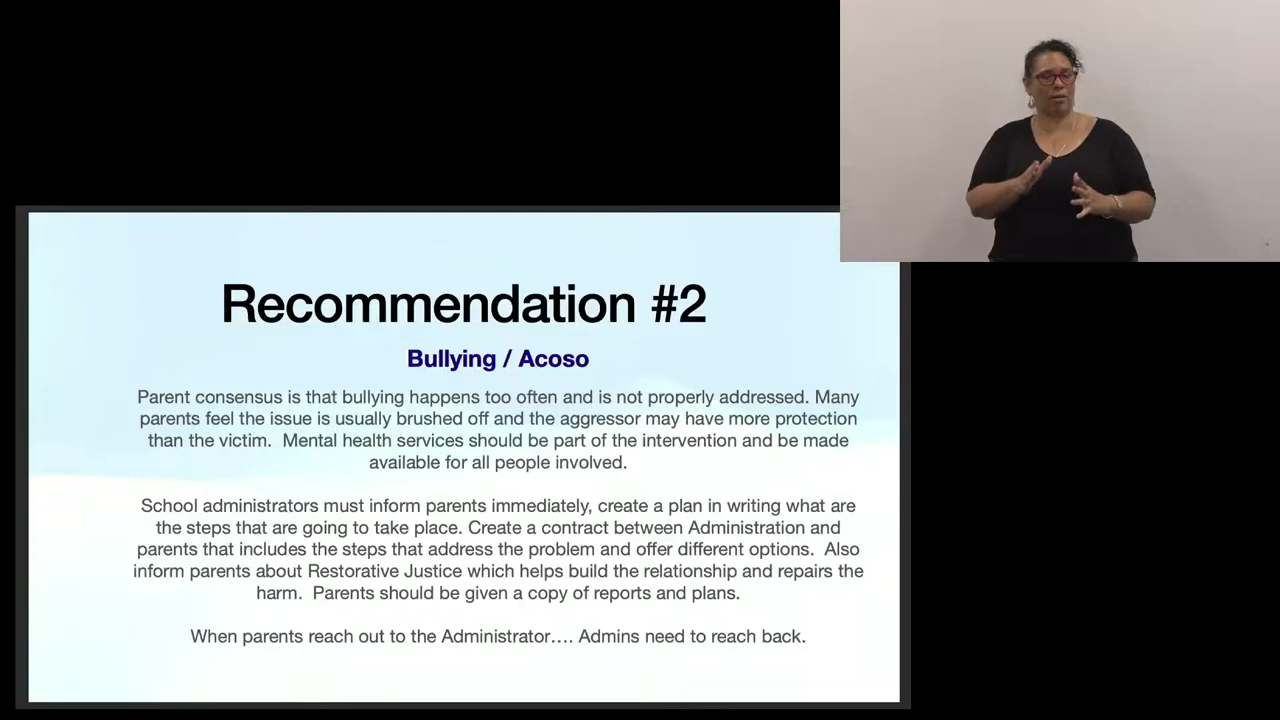 Recommendation #2
Bullying / Acoso
Parent consensus is that bullying happens too often and is not properly addressed. Many
parents feel the issue is usually brushed off and the aggressor may have more protection
than the victim.  Mental health services should be part of the intervention and be made
available for all people involved.
School administrators must inform parents immediately, create a plan in writing what are
the steps that are going to take place. Create a contract between Administration and
parents that includes the steps that address the problem and offer different options.  Also
inform parents about Restorative Justice which helps build the relationship and repairs the
harm.  Parents should be given a copy of reports and plans.
When parents reach out to the Administrator…. Admins need to reach back.